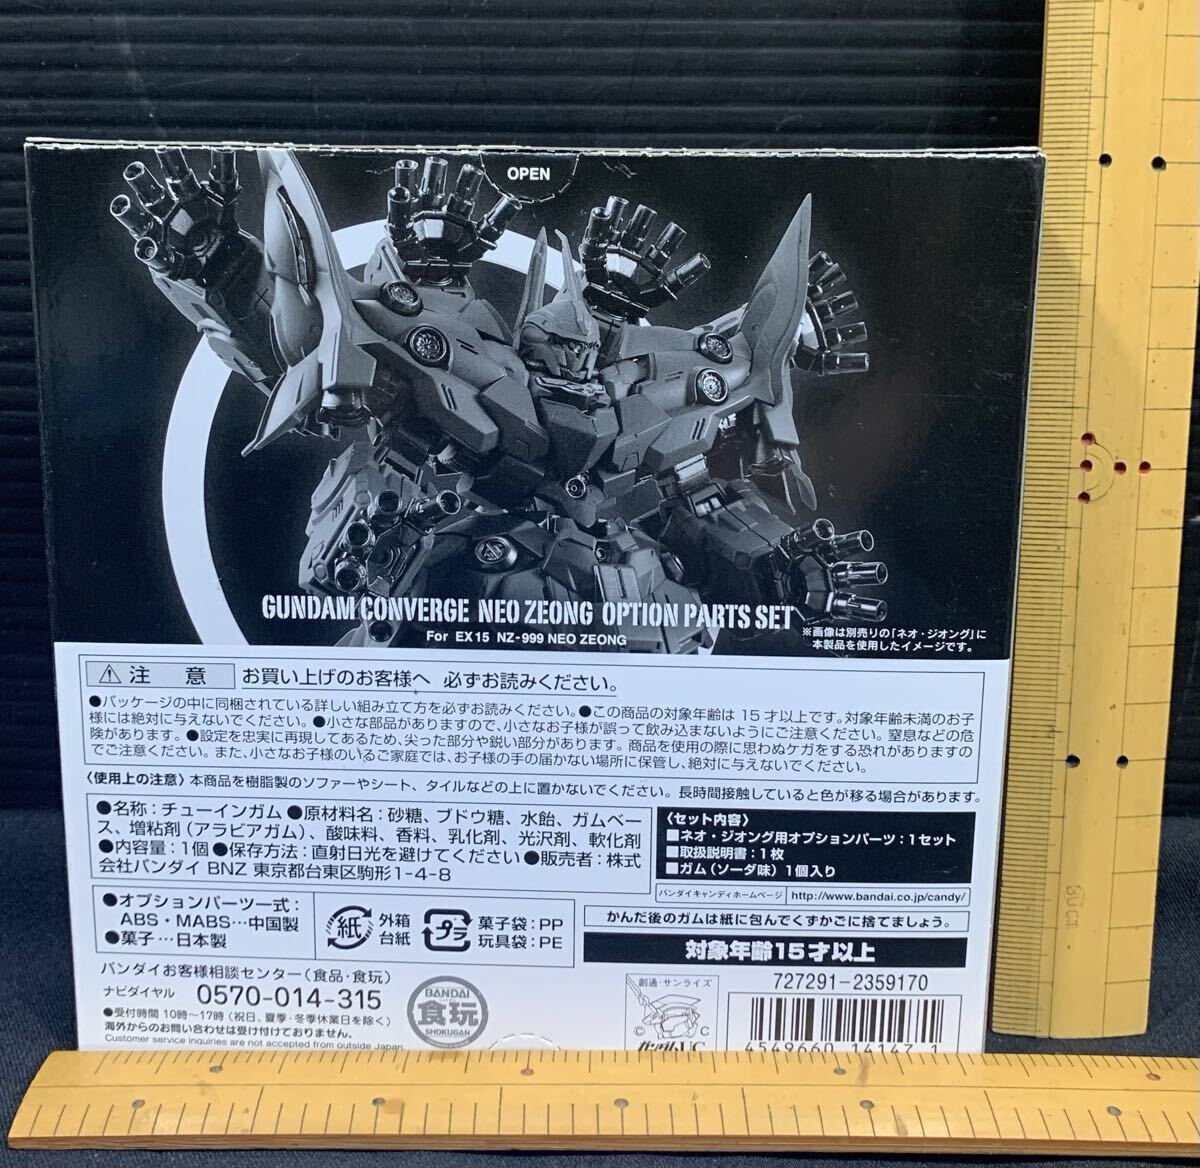 OPEN
GUNDAM CONVERGE NEO ZEONG OPTION PARTS SET
For EX15 NZ-999 NEO ZEONG
※画像は別売りの「ネオ・ジオング」に
本製品を使用したイメージです。
⚠注 意 お買い上げのお客様へ 必ずお読みください。
●パッケージの中に同梱されている詳しい組み立て方を必ずお読みください。●この商品の対象年齢は 15 才以上です。対象年齢未満のお子
様には絶対に与えないでください。●小さな部品がありますので、小さなお子様が誤って飲み込まないようにご注意ください。窒息などの危
険があります。●設定を忠実に再現してあるため、尖った部分や鋭い部分があります。商品を使用の際に思わぬケガをする恐れがありますの
でご注意ください。また、小さなお子様のいるご家庭では、お子様の手の届かない場所に保管し、絶対に与えないでください。
〈使用上の注意〉本商品を樹脂製のソファーやシート、タイルなどの上に置かないでください。長時間接触していると色が移る場合があります。
●名称：チューインガム ●原材料名：砂糖、ブドウ糖、水飴、ガムベー
ス、増粘剤（アラビアガム）、酸味料、香料、乳化剤、光沢剤、軟化剤
●内容量：1個 ●保存方法：直射日光を避けてください ●販売者：株式
会社バンダイ BNZ 東京都台東区駒形1-4-8
〈セット内容〉
■ネオ・ジオング用オプションパーツ：1セット
■取扱説明書：1枚
■ガム（ソーダ味）1個入り
バンダイキャンディホームページ http://www.bandai.co.jp/candy/
●オプションパーツ一式：
ABS・MABS…中国製
●菓子…日本製
紙 外箱
台紙
プラ 菓子袋：PP
玩具袋：PE
かんだ後のガムは紙に包んでくずかごに捨てましょう。
対象年齢15才以上
バンダイお客様相談センター（食品・食玩）
ナビダイヤル 0570-014-315
●受付時間 10時〜17時（祝日、夏季・冬季休業日を除く）
海外からのお問い合わせは受け付けておりません。
Customer service inquiries are not accepted from outside Japan.
BANDAI
食玩
SHOKUGAN
創通・サンライズ
© C
ガンダムUC
727291-2359170
4549660 14147 1
30cm